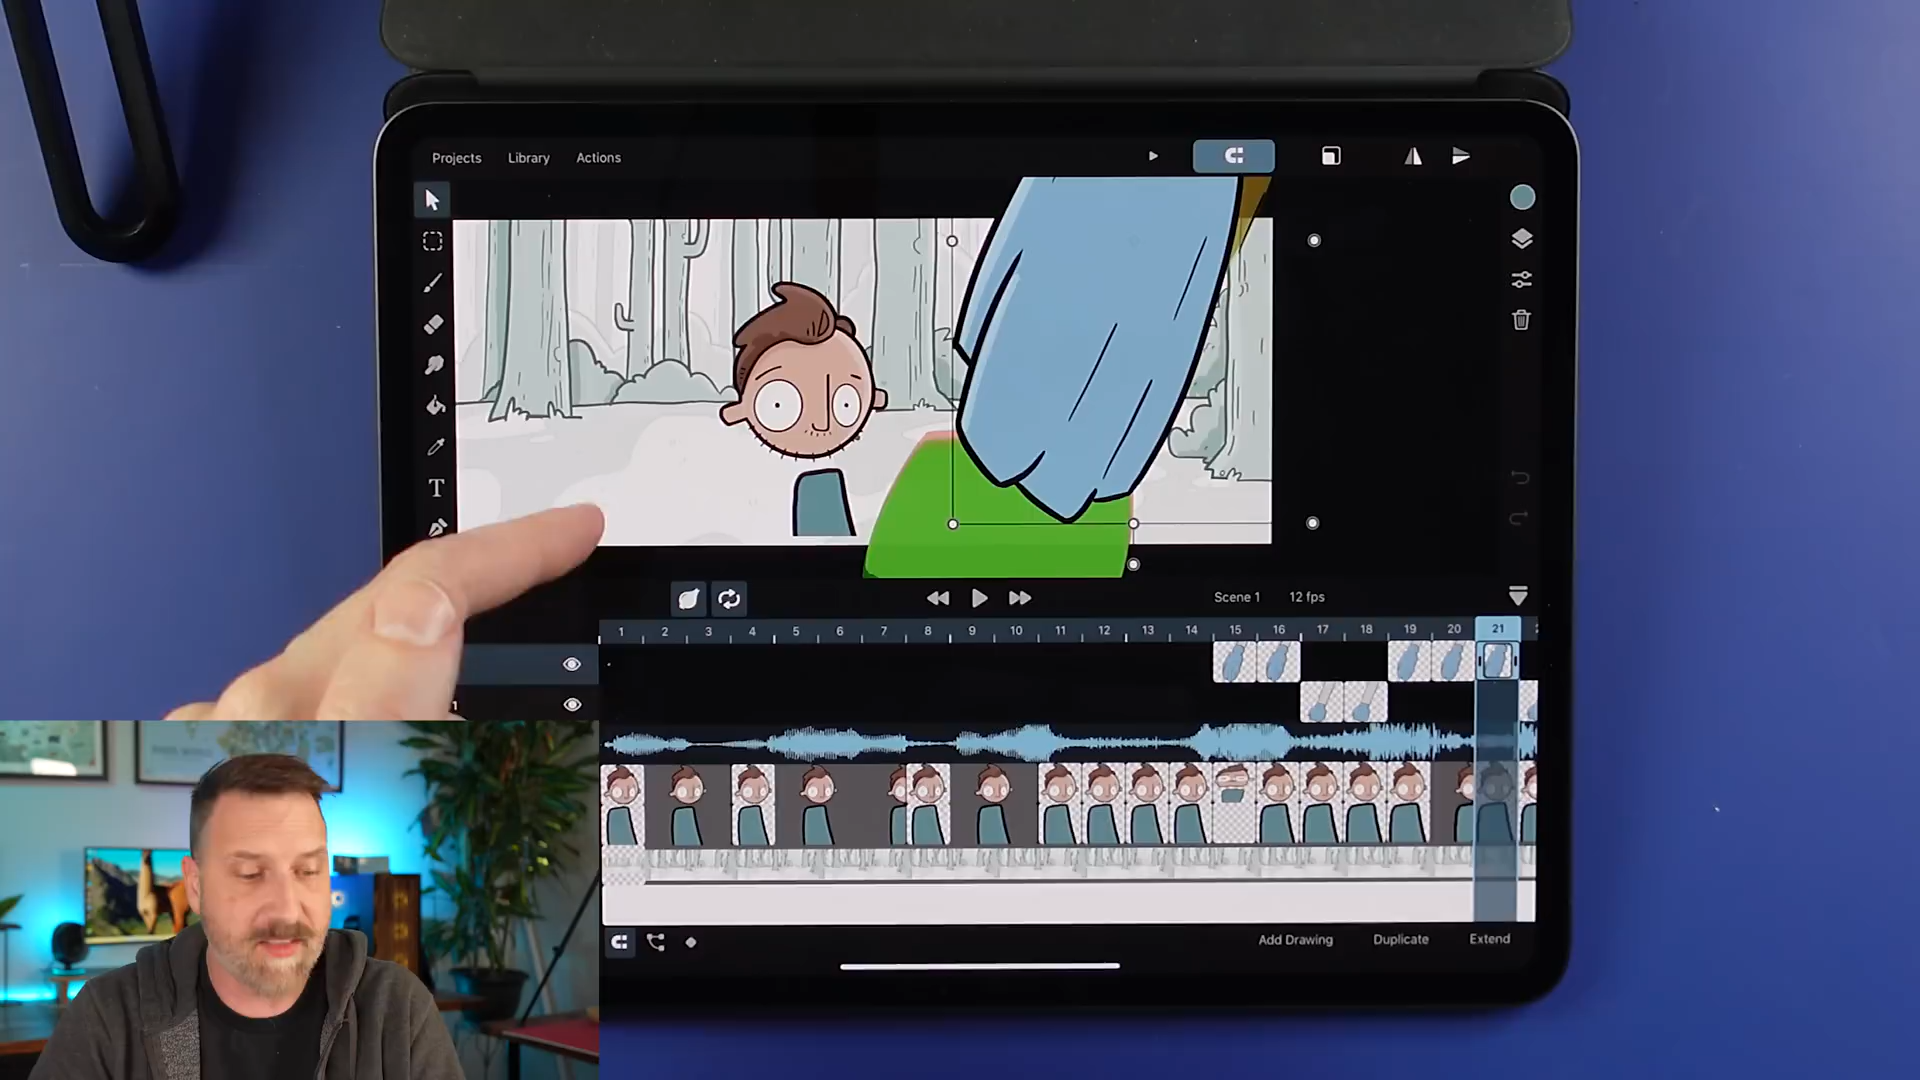 Projects Library Actions
T
Scene 1 12 fps
1 2 3 4 5 6 7 8 9 10 11 12 13 14 15 16 17 18 19 20 21
1
Add Drawing Duplicate Extend